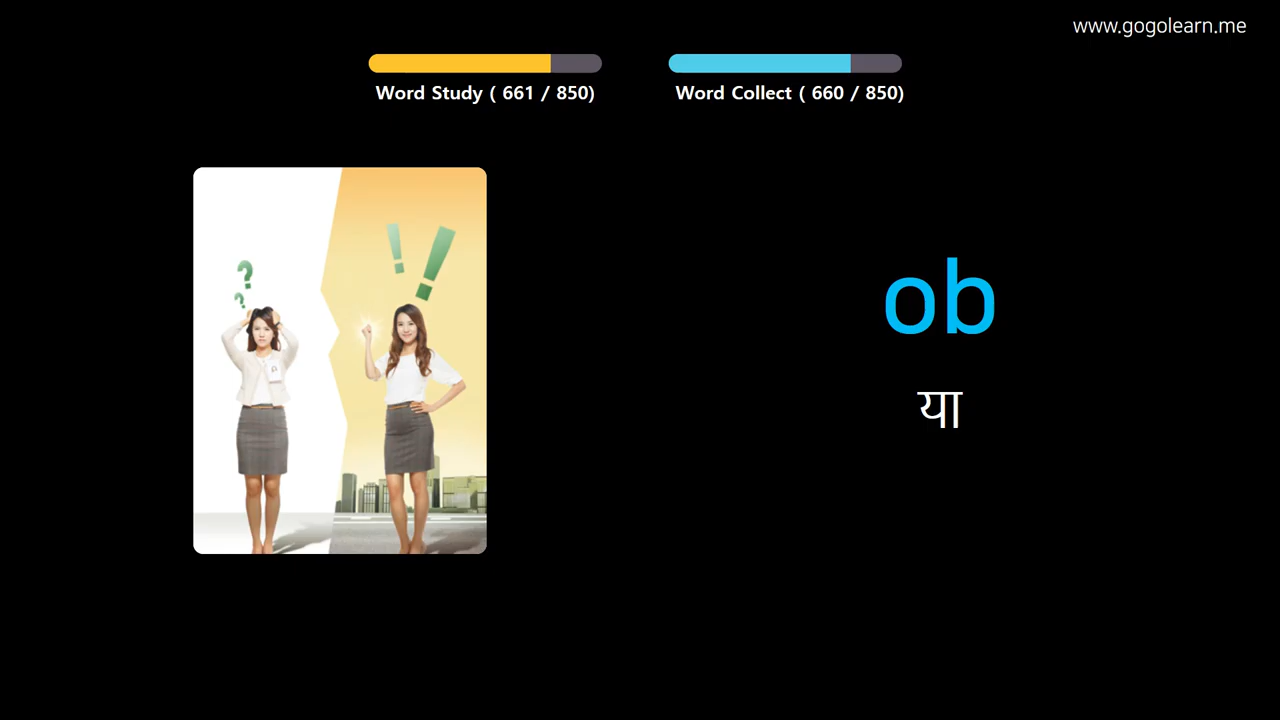 www.gogolearn.me
Word Study ( 661 / 850)
Word Collect ( 660 / 850)
? ?
! !
ob
या